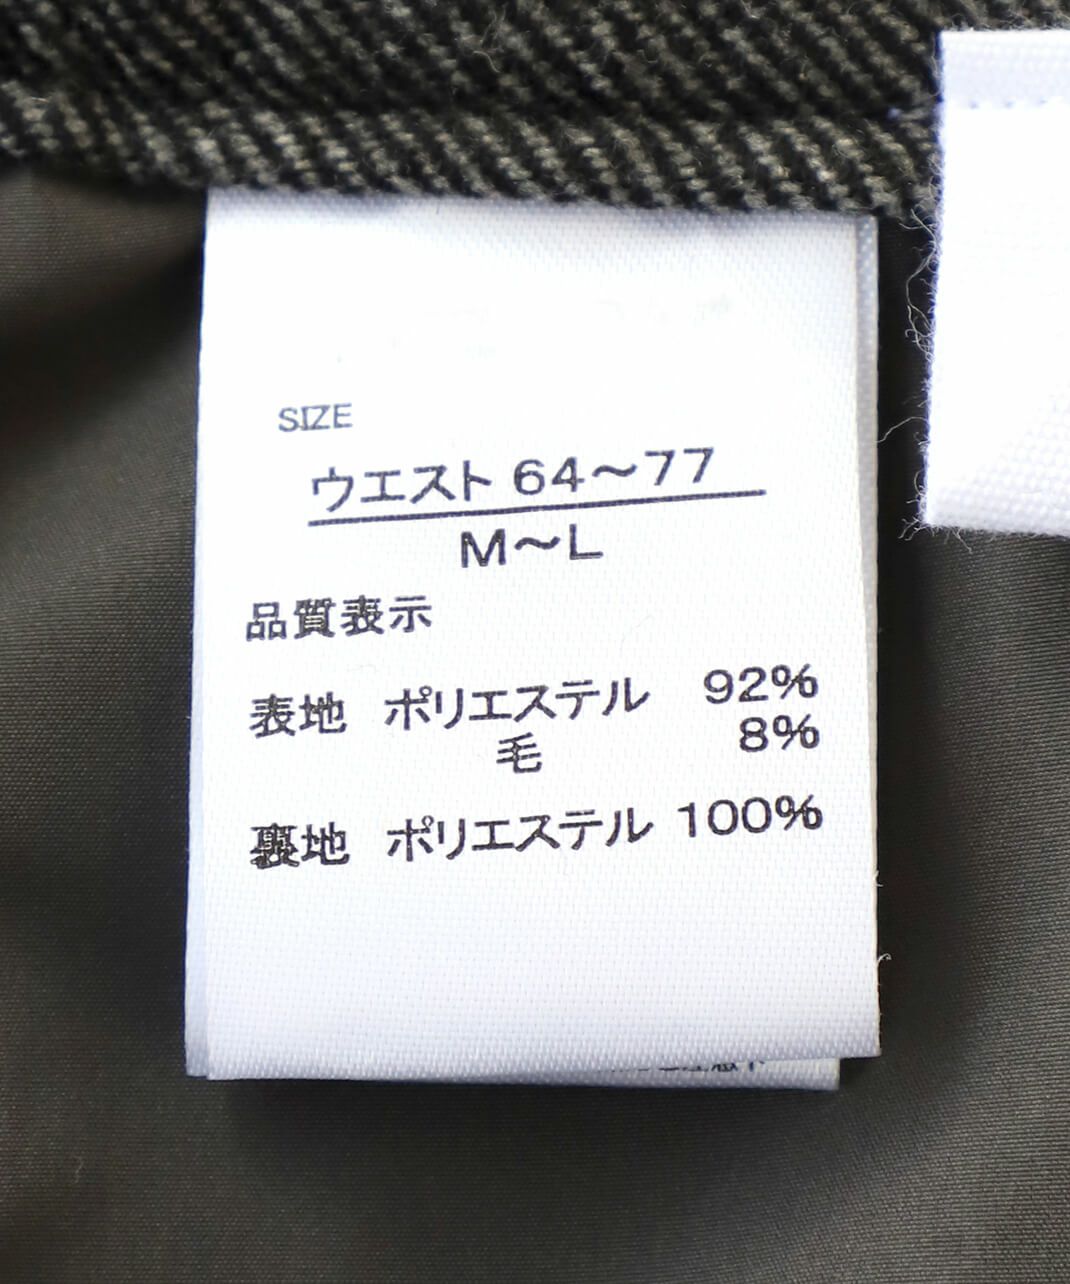 SIZE
ウエスト 64〜77
M〜L
品質表示
表地 ポリエステル 92%
毛 8%
裏地 ポリエステル 100%